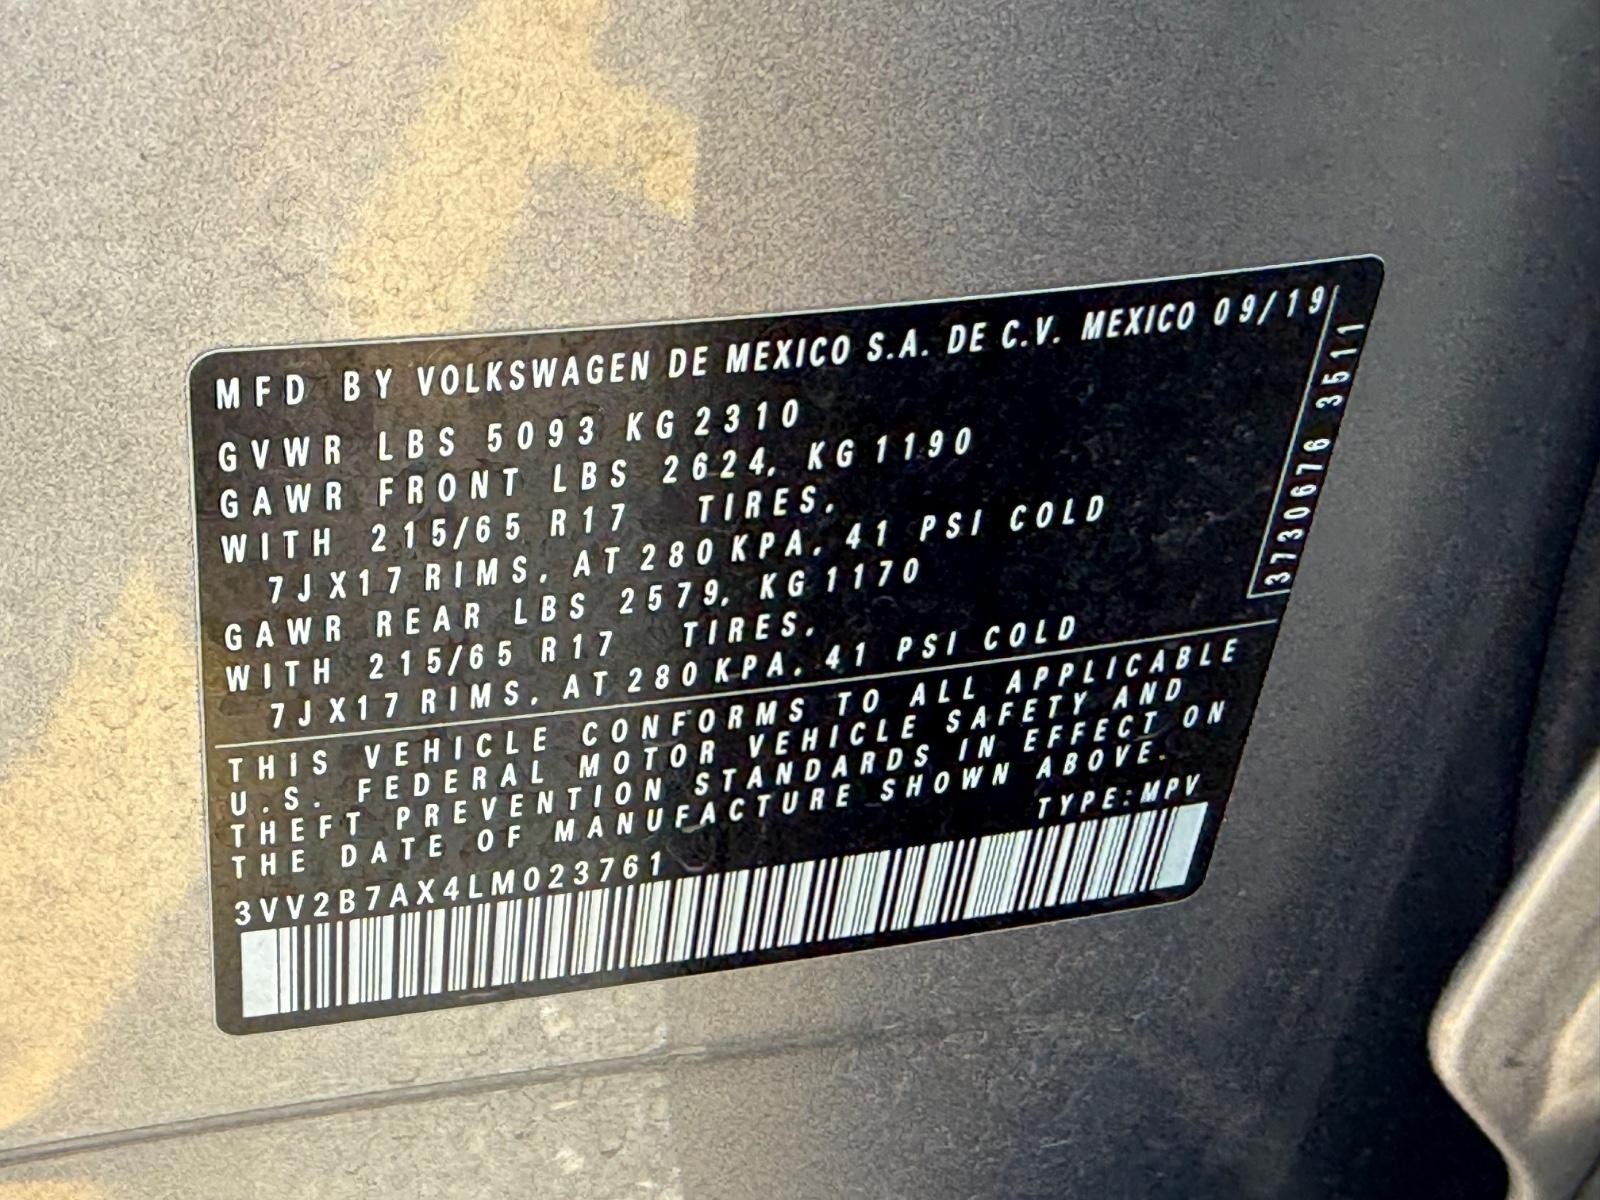 MFD BY VOLKSWAGEN DE MEXICO S.A. DE C.V. MEXICO 09/19
GVWR LBS 5093 KG 2310
GAWR FRONT LBS 2624, KG 1190
WITH 215/65 R17 TIRES,
7JX17 RIMS, AT 280 KPA, 41 PSI COLD
GAWR REAR LBS 2579, KG 1170
WITH 215/65 R17 TIRES,
7JX17 RIMS, AT 280 KPA, 41 PSI COLD
3730676 3511
THIS VEHICLE CONFORMS TO ALL APPLICABLE
U.S. FEDERAL MOTOR VEHICLE SAFETY AND
THEFT PREVENTION STANDARDS IN EFFECT ON
THE DATE OF MANUFACTURE SHOWN ABOVE.
TYPE:MPV
3VV2B7AX4LM023761